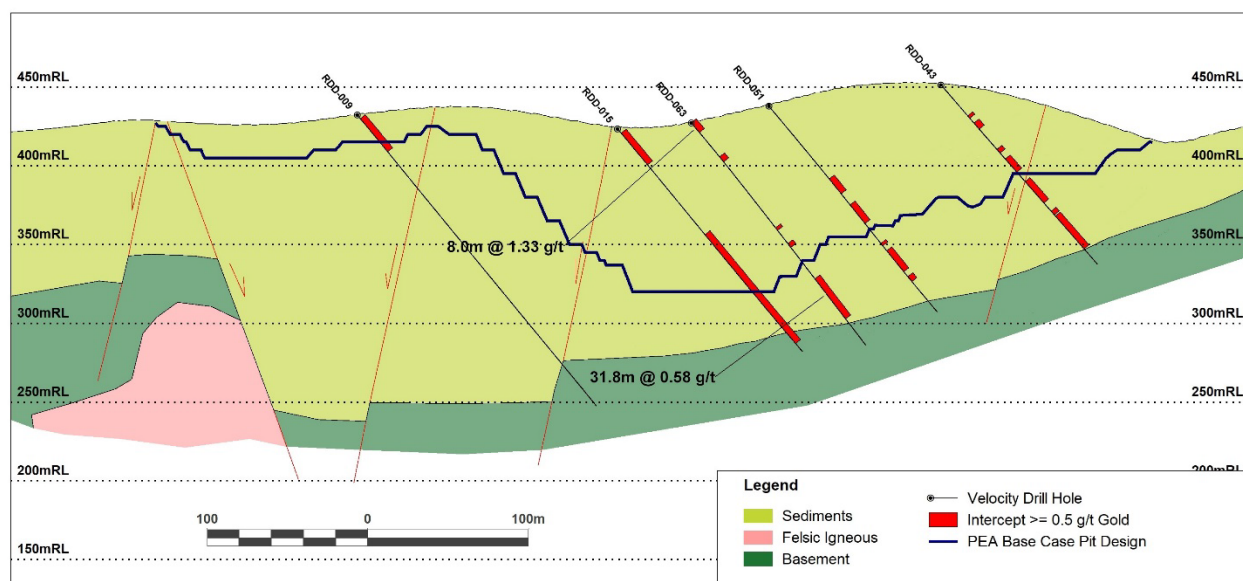 RDD-009
RDD-015
RDD-063
RDD-051
RDD-043
450mRL
450mRL
400mRL
400mRL
8.0m @ 1.33 g/t
350mRL
350mRL
300mRL
300mRL
31.8m @ 0.58 g/t
250mRL
250mRL
200mRL
200mRL
Legend
Velocity Drill Hole
Sediments
Intercept >= 0.5 g/t Gold
Felsic Igneous
PEA Base Case Pit Design
Basement
100 0 100m
150mRL